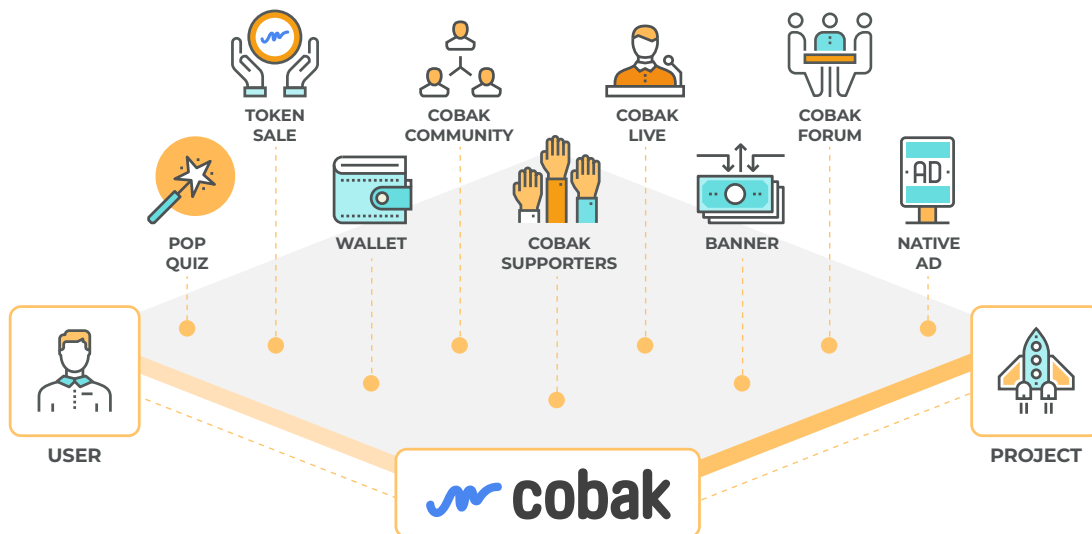 TOKEN
SALE
COBAK
COMMUNITY
COBAK
LIVE
COBAK
FORUM
AD
POP
QUIZ
WALLET
COBAK
SUPPORTERS
BANNER
NATIVE
AD
USER
PROJECT
cobak